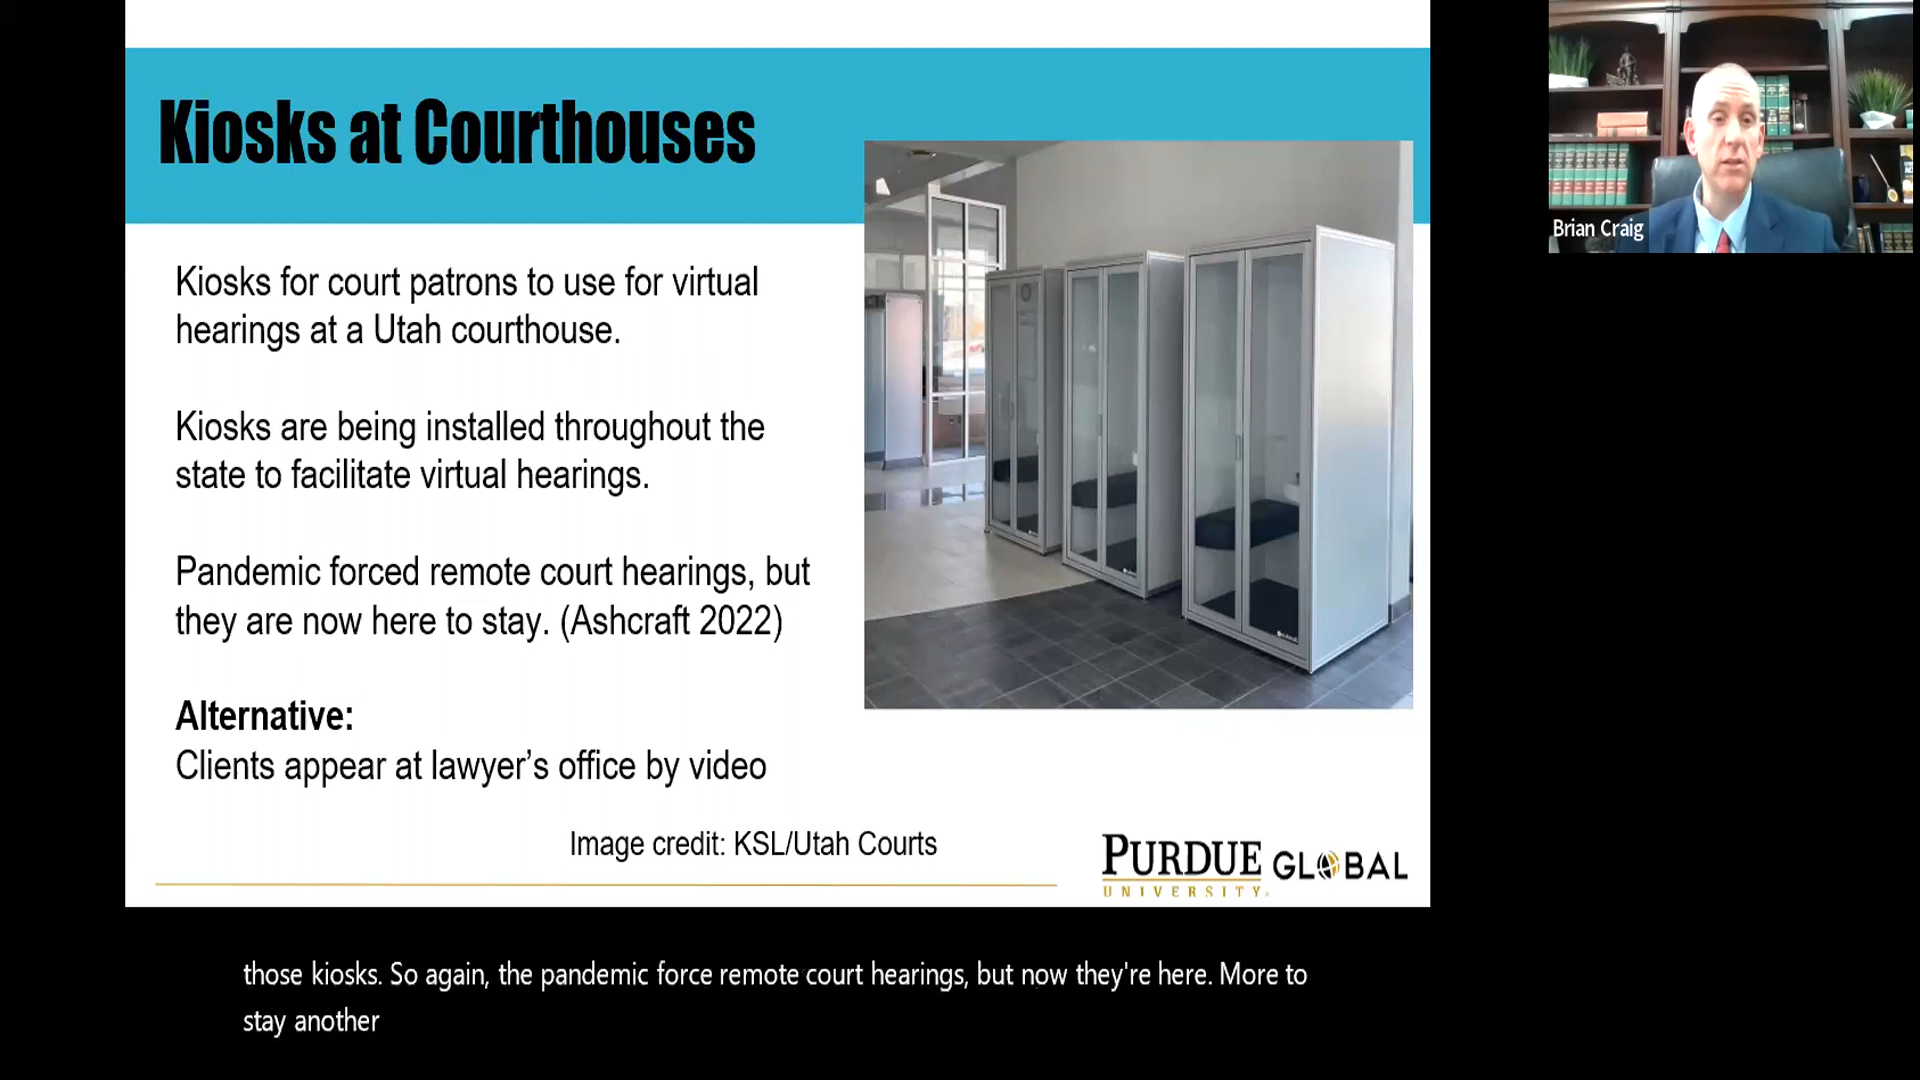 Kiosks at Courthouses
Kiosks for court patrons to use for virtual
hearings at a Utah courthouse.
Kiosks are being installed throughout the
state to facilitate virtual hearings.
Pandemic forced remote court hearings, but
they are now here to stay. (Ashcraft 2022)
Alternative:
Clients appear at lawyer’s office by video
Image credit: KSL/Utah Courts
PURDUE GLOBAL
UNIVERSITY
Brian Craig
those kiosks. So again, the pandemic force remote court hearings, but now they're here. More to
stay another